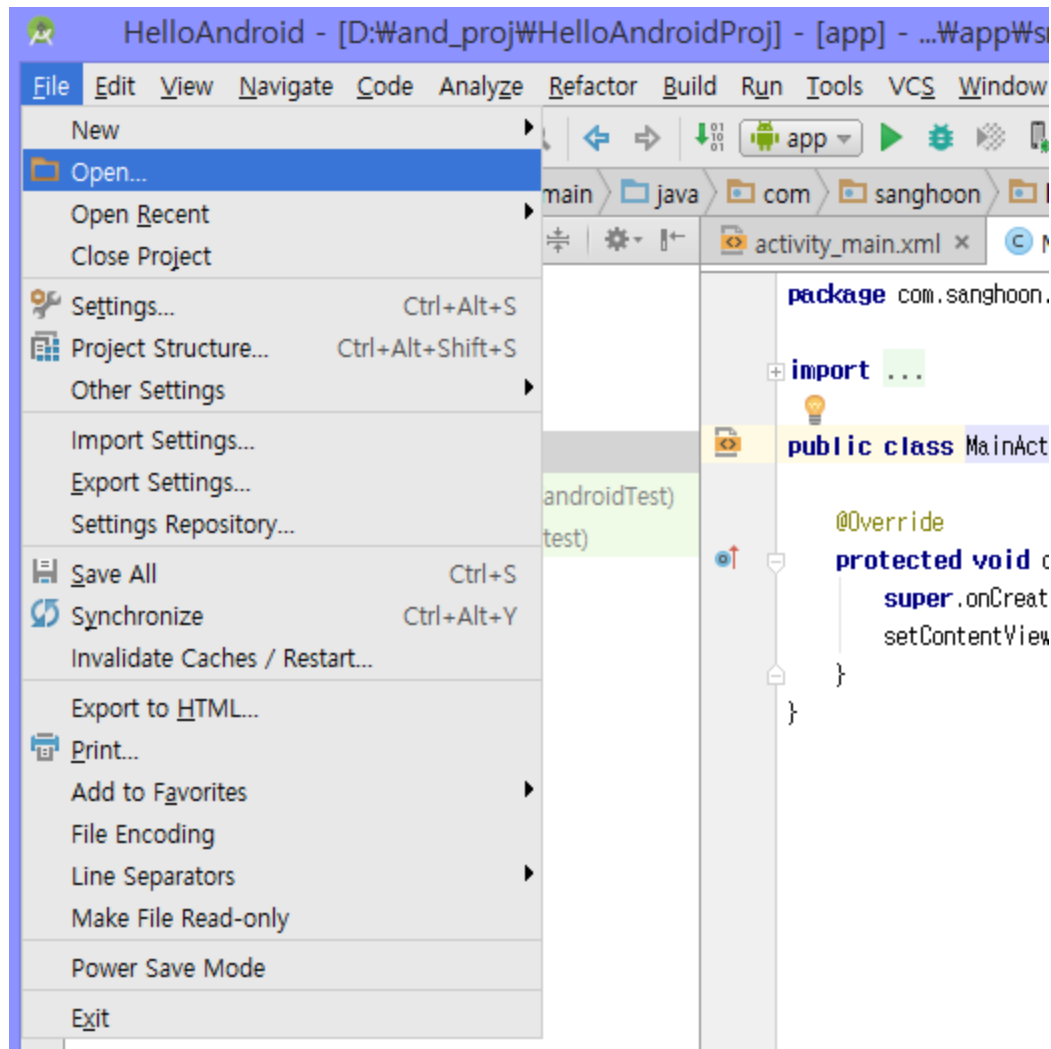 HelloAndroid - [D:₩and_proj₩HelloAndroidProj] - [app] - ...₩app₩s
File Edit View Navigate Code Analyze Refactor Build Run Tools VCS Window
New
app
Open...
main java com sanghoon
Open Recent
activity_main.xml
Close Project
package com.sanghoon.
Settings... Ctrl+Alt+S
Project Structure... Ctrl+Alt+Shift+S
import ...
Other Settings
Import Settings...
public class MainAct
Export Settings...
androidTest)
Settings Repository...
test)
@Override
protected void
Save All Ctrl+S
super.onCreat
Synchronize Ctrl+Alt+Y
setContentView
Invalidate Caches / Restart...
}
Export to HTML...
}
Print...
Add to Favorites
File Encoding
Line Separators
Make File Read-only
Power Save Mode
Exit